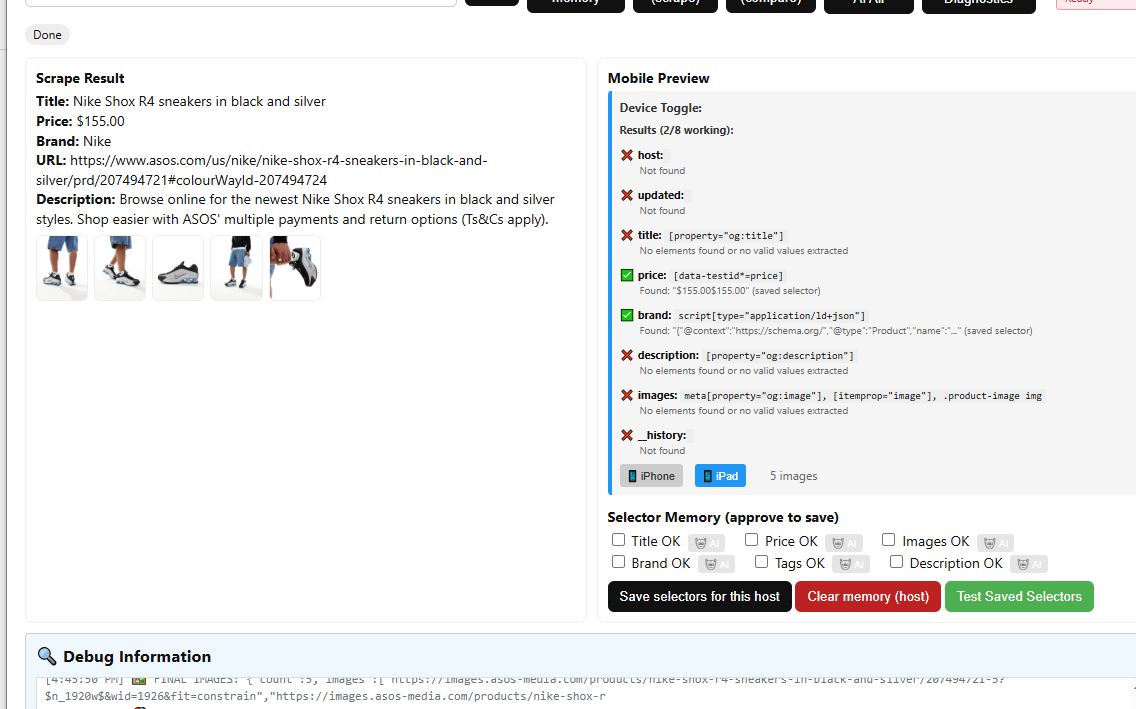 memory
(scrape)
(compare)
AI All
Diagnostics
Ready
Done
Scrape Result
Title: Nike Shox R4 sneakers in black and silver
Price: $155.00
Brand: Nike
URL: https://www.asos.com/us/nike/nike-shox-r4-sneakers-in-black-and-
silver/prd/207494721#colourWayId-207494724
Description: Browse online for the newest Nike Shox R4 sneakers in black and silver
styles. Shop easier with ASOS' multiple payments and return options (Ts&Cs apply).
Mobile Preview
Device Toggle:
Results (2/8 working):
host:
Not found
updated:
Not found
title: [property="og:title"]
No elements found or no valid values extracted
price: [data-testid*=price]
Found: "$155.00$155.00" (saved selector)
brand: script[type="application/ld+json"]
Found: "{"@context":"https://schema.org/","@type":"Product","name":"..." (saved selector)
description: [property="og:description"]
No elements found or no valid values extracted
images: meta[property="og:image"], [itemprop="image"], .product-image img
No elements found or no valid values extracted
__history:
Not found
iPhone iPad 5 images
Selector Memory (approve to save)
Title OK AI Price OK AI Images OK AI
Brand OK AI Tags OK AI Description OK AI
Save selectors for this host Clear memory (host) Test Saved Selectors
Debug Information
[4:45:50 PM] FINAL IMAGES: { "count":5,"images":["https://images.asos-media.com/products/nike-shox-r4-sneakers-in-black-and-silver/207494721-5?
$n_1920w$&wid=1926&fit=constrain","https://images.asos-media.com/products/nike-shox-r